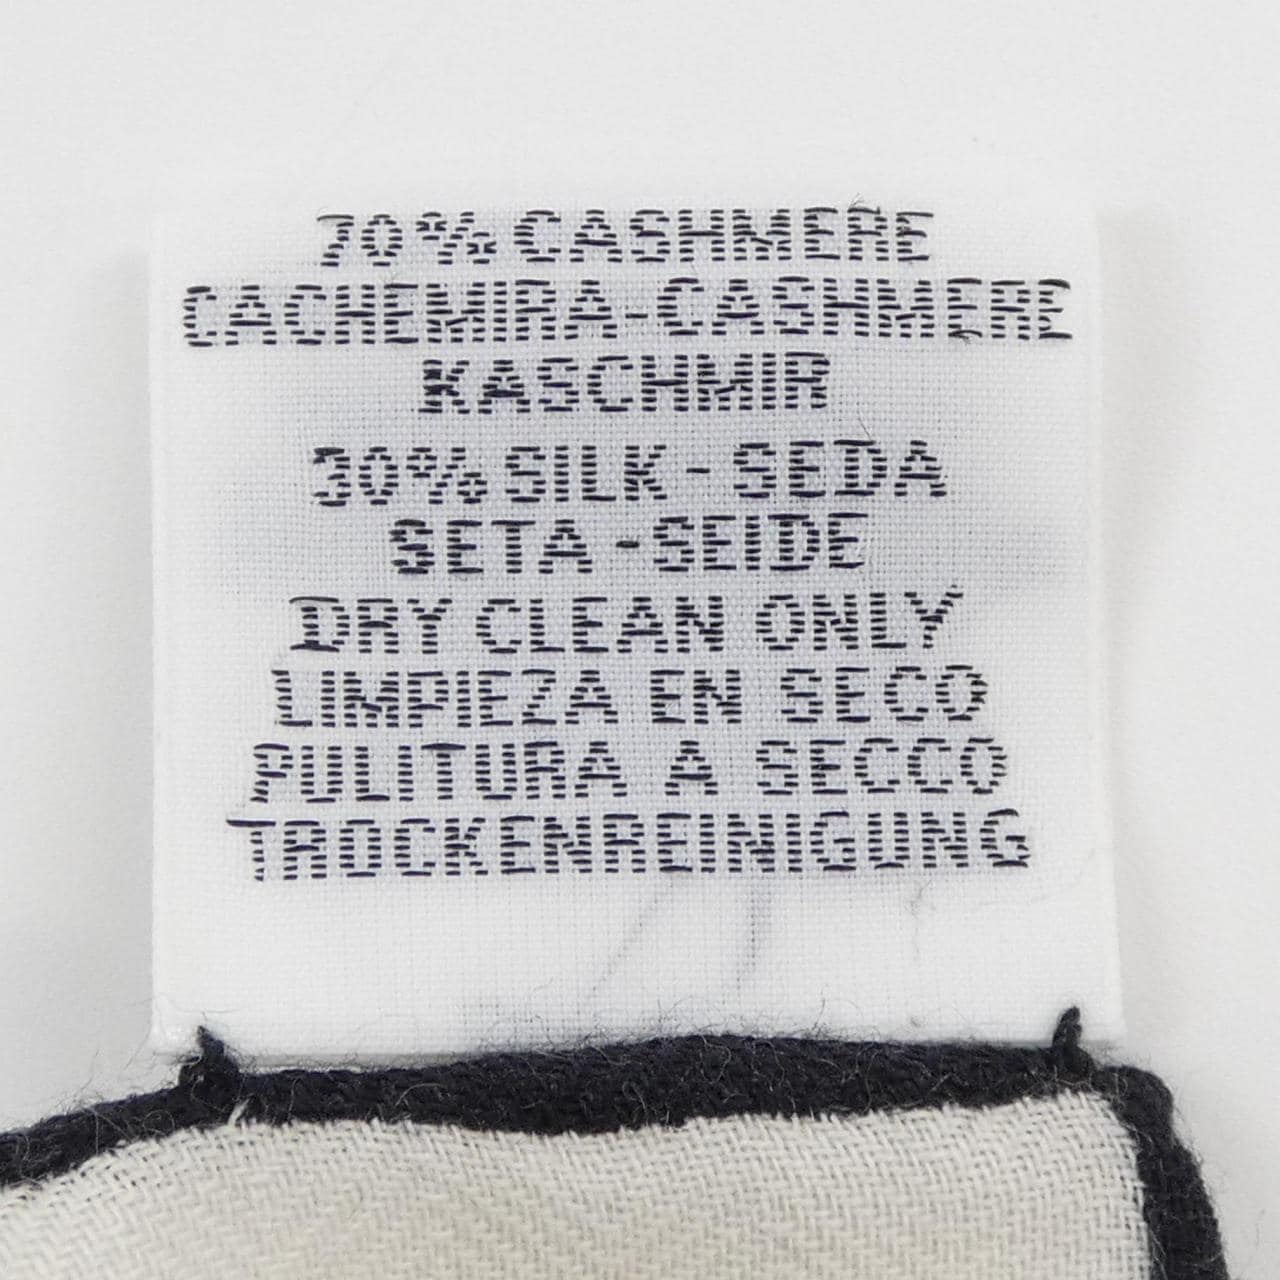 70% CASHMERE
CACHEMIRA-CASHMERE
KASCHMIR
30% SILK - SEDA
SETA - SEIDE
DRY CLEAN ONLY
LIMPIEZA EN SECO
PULITURA A SECCO
TROCKENREINIGUNG